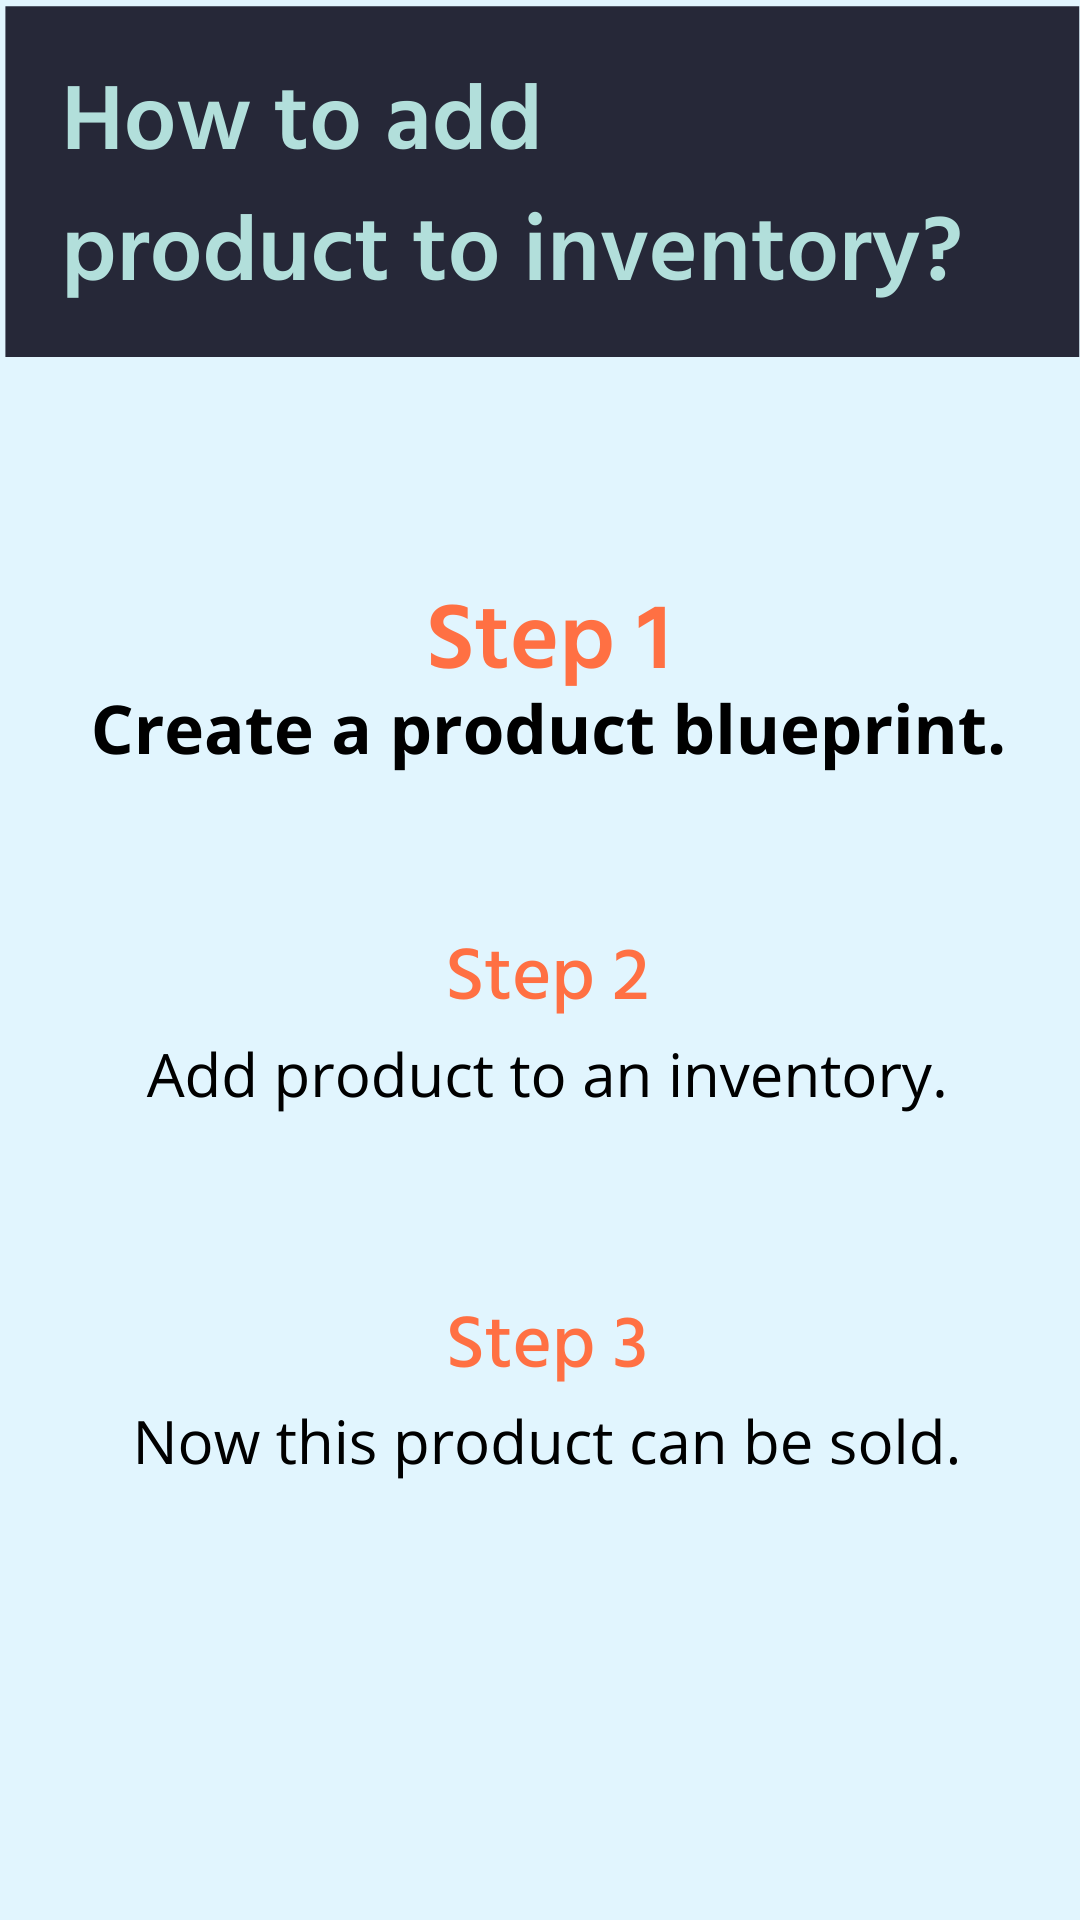 How to add
product to inventory?
Step 1
Create a product blueprint.
Step 2
Add product to an inventory.
Step 3
Now this product can be sold.